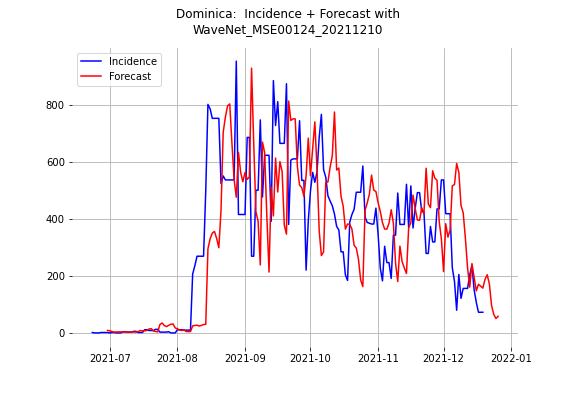 Dominica:  Incidence + Forecast with
WaveNet_MSE00124_20211210
Incidence
Forecast
800
600
400
200
0
2021-07 2021-08 2021-09 2021-10 2021-11 2021-12 2022-01